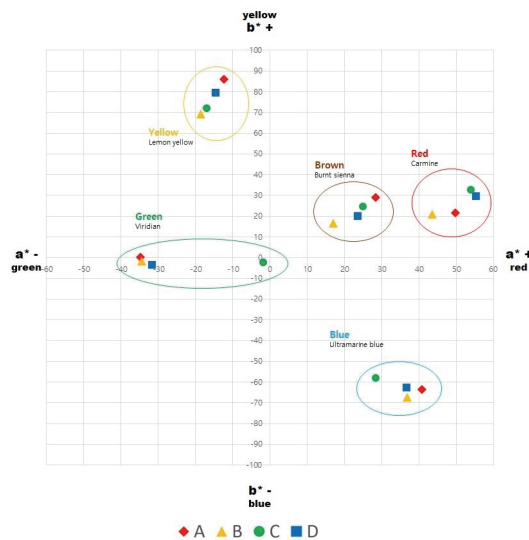 yellow
b* +
100
90
80
70
60
50
40
30
20
10
0
-10
-20
-30
-40
-50
-60
-70
-80
-90
-100
Yellow
Lemon yellow
Red
Carmine
Brown
Burnt sienna
Green
Viridian
a* -
green
a* +
red
-60 -50 -40 -30 -20 -10 0 10 20 30 40 50 60
Blue
Ultramarine blue
b* -
blue
A B C D